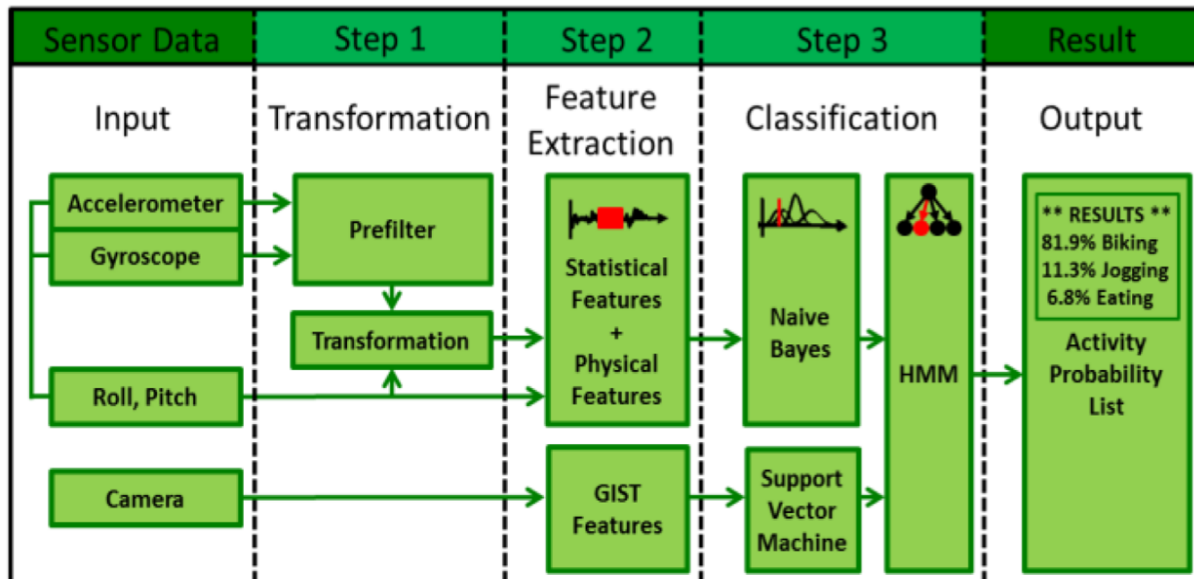 Sensor Data
Step 1
Step 2
Step 3
Result
Input
Transformation
Feature
Extraction
Classification
Output
Accelerometer
Gyroscope
Roll, Pitch
Camera
Prefilter
Transformation
Statistical
Features
+
Physical
Features
GIST
Features
Naive
Bayes
Support
Vector
Machine
HMM
** RESULTS **
81.9% Biking
11.3% Jogging
6.8% Eating
Activity
Probability
List